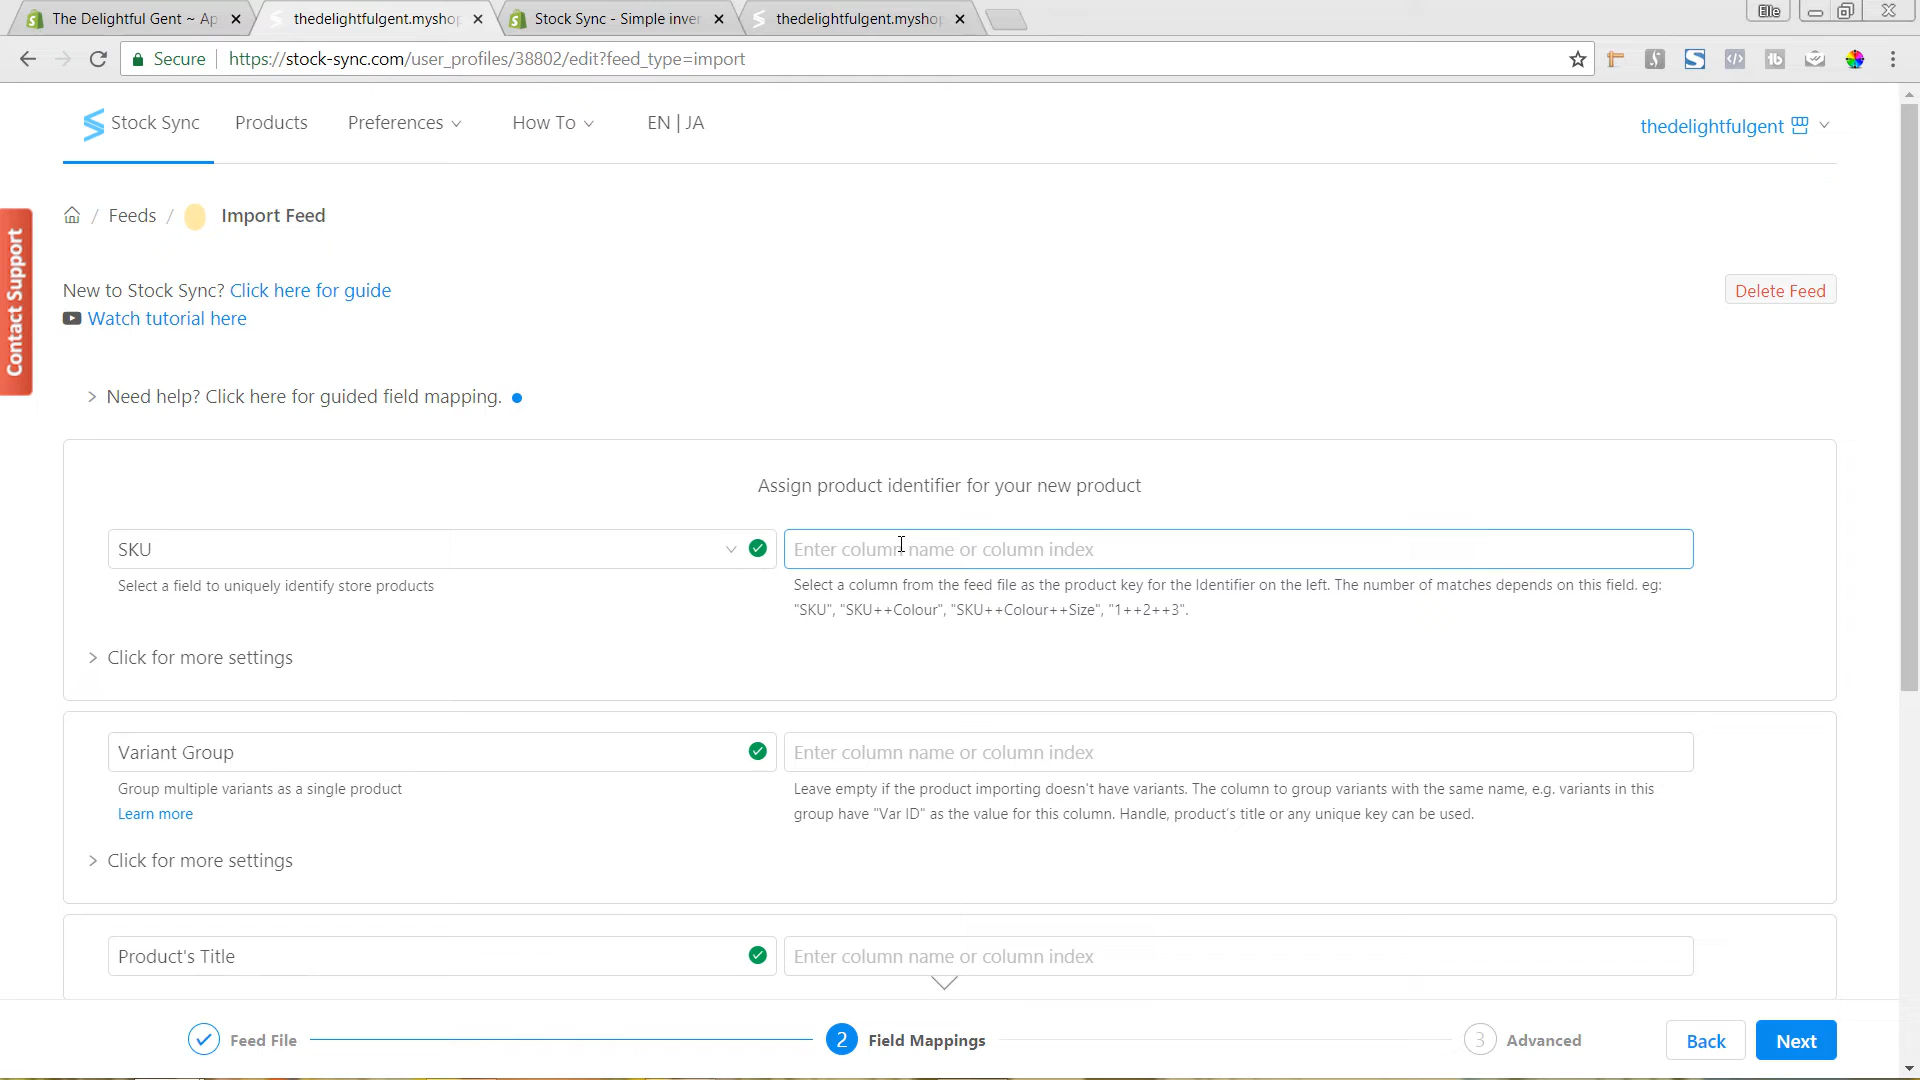 The Delightful Gent ~ Ap
thedelightfulgent.myshop
Stock Sync - Simple inver
thedelightfulgent.myshop
Elle
Secure
https://stock-sync.com/user_profiles/38802/edit?feed_type=import
Stock Sync
Products
Preferences
How To
EN | JA
thedelightfulgent
Feeds / Import Feed
Contact Support
New to Stock Sync? Click here for guide
Delete Feed
Watch tutorial here
Need help? Click here for guided field mapping.
Assign product identifier for your new product
SKU
Enter column name or column index
Select a field to uniquely identify store products
Select a column from the feed file as the product key for the Identifier on the left. The number of matches depends on this field. eg:
"SKU", "SKU++Colour", "SKU++Colour++Size", "1++2++3".
Click for more settings
Variant Group
Enter column name or column index
Group multiple variants as a single product
Learn more
Leave empty if the product importing doesn't have variants. The column to group variants with the same name, e.g. variants in this
group have "Var ID" as the value for this column. Handle, product's title or any unique key can be used.
Click for more settings
Product's Title
Enter column name or column index
Feed File
2 Field Mappings
3 Advanced
Back
Next